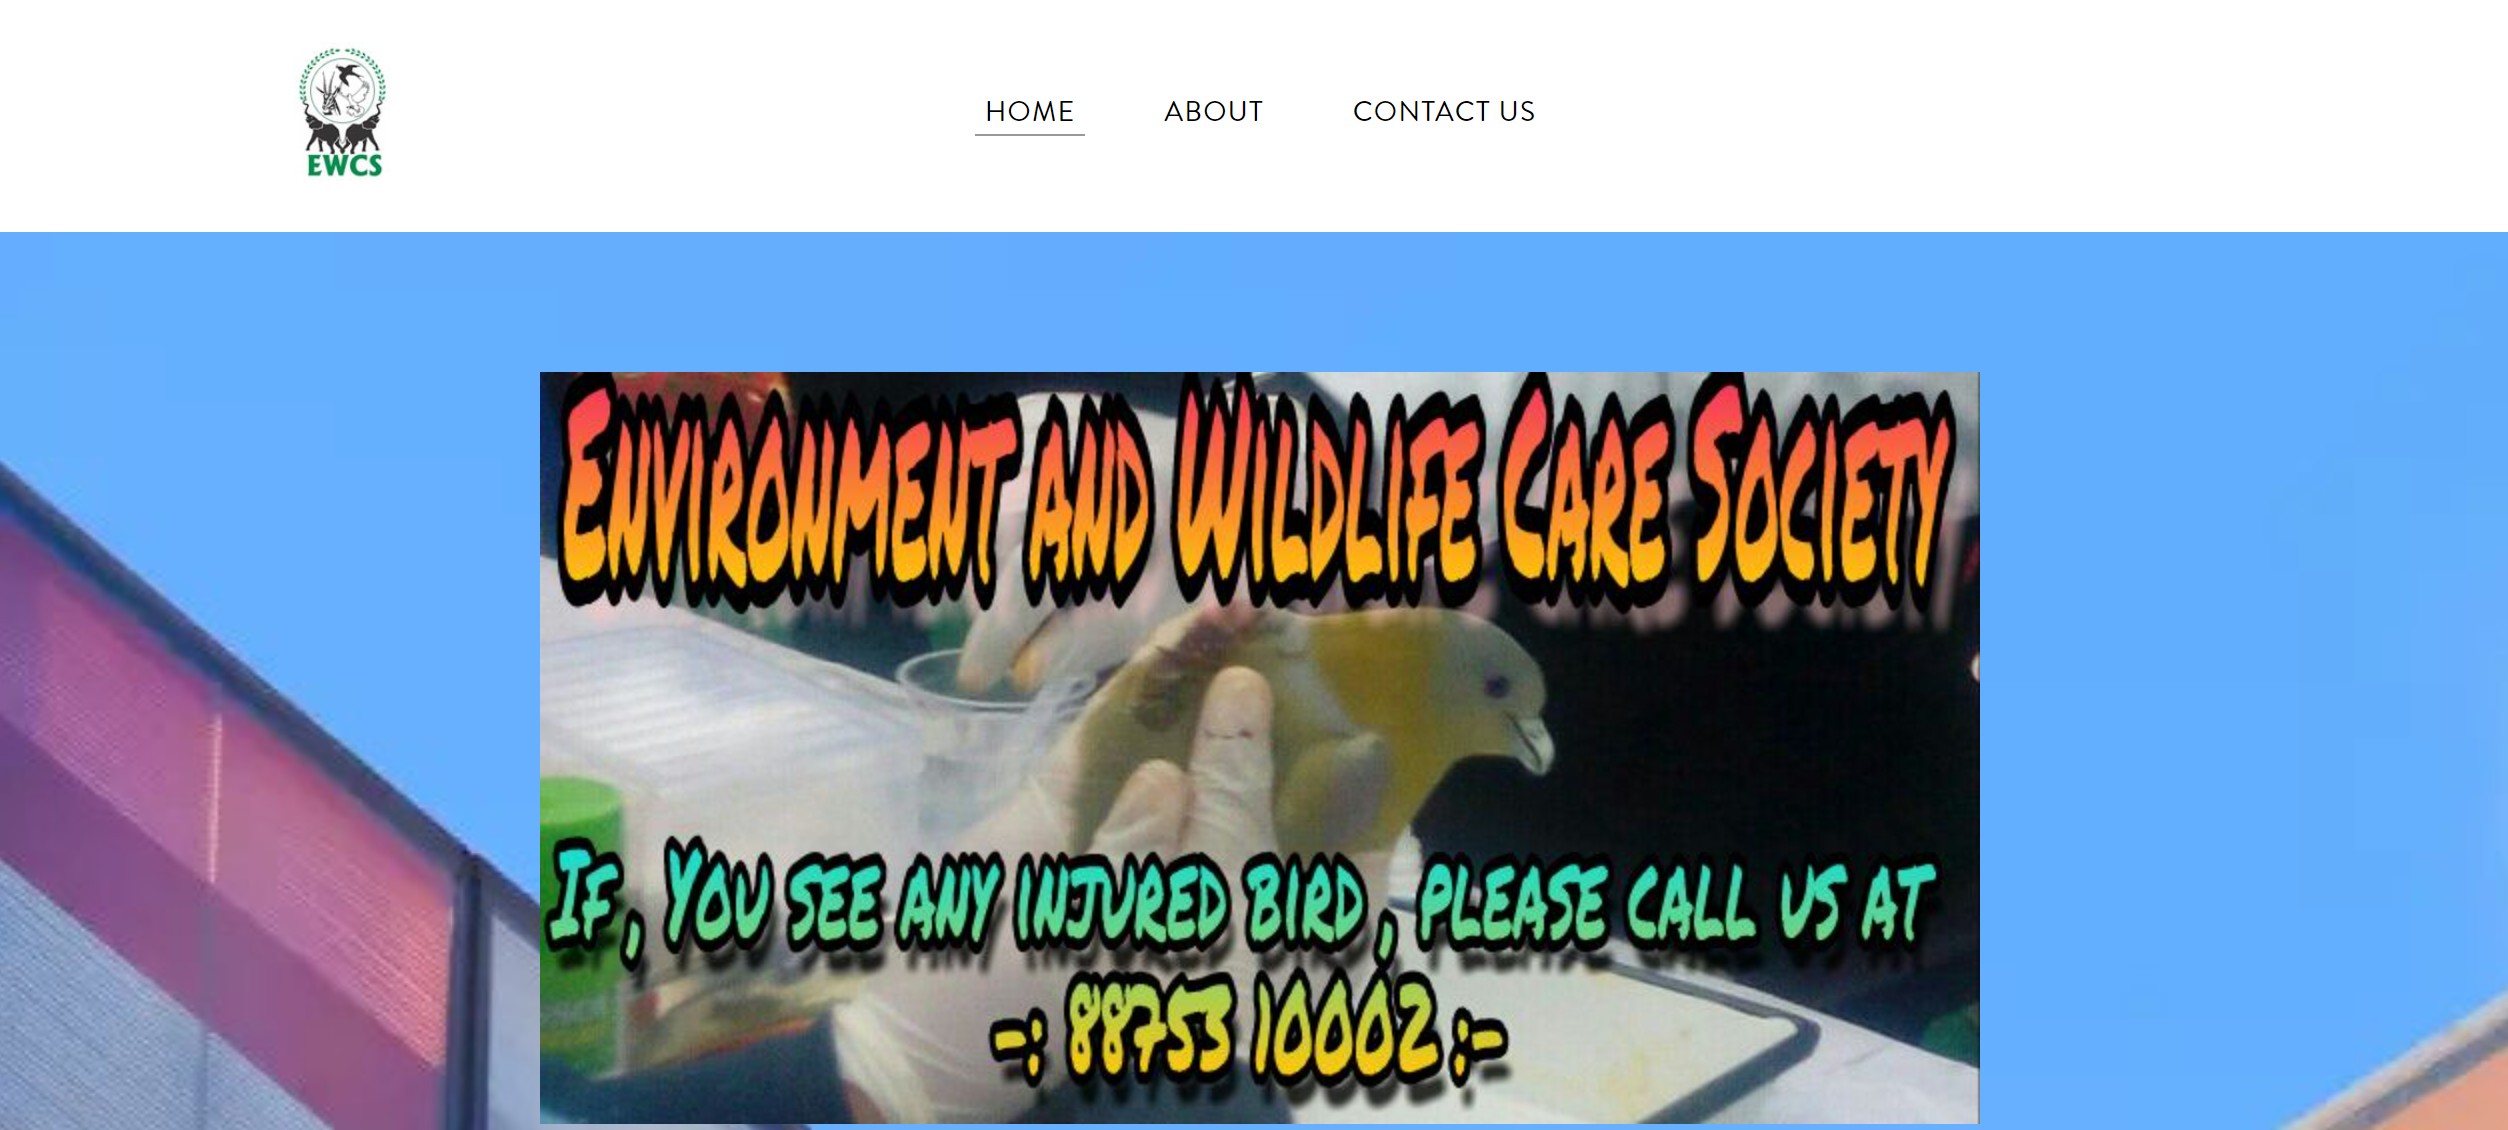 EWCS
HOME ABOUT CONTACT US
ENVIRONMENT AND WILDLIFE CARE SOCIETY
IF, YOU SEE ANY INJURED BIRD, PLEASE CALL US AT
-: 88753 10002 :-